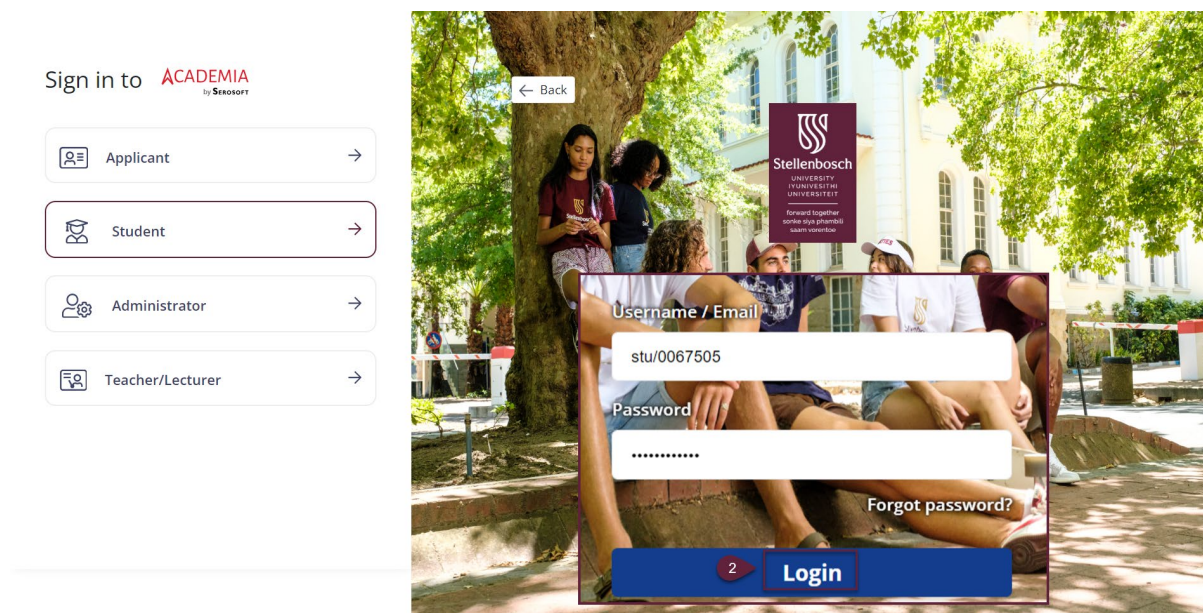 Sign in to ACADEMIA
by SEROSOFT
Applicant
Student
Administrator
Teacher/Lecturer
Back
Stellenbosch
UNIVERSITY
IYUNIVESITHI
UNIVERSITEIT
forward together
sonke siya phambili
saam vorentoe
Username / Email
stu/0067505
Password
••••••••••••
Forgot password?
2 Login